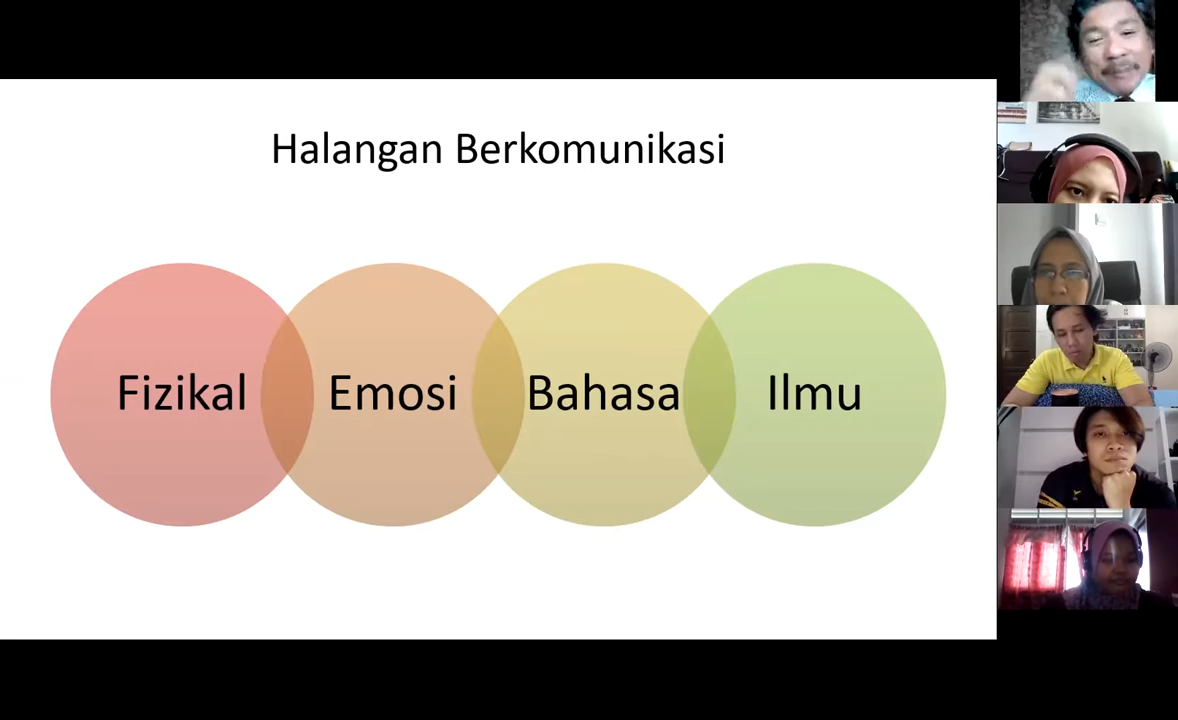 Halangan Berkomunikasi
Fizikal
Emosi
Bahasa
Ilmu